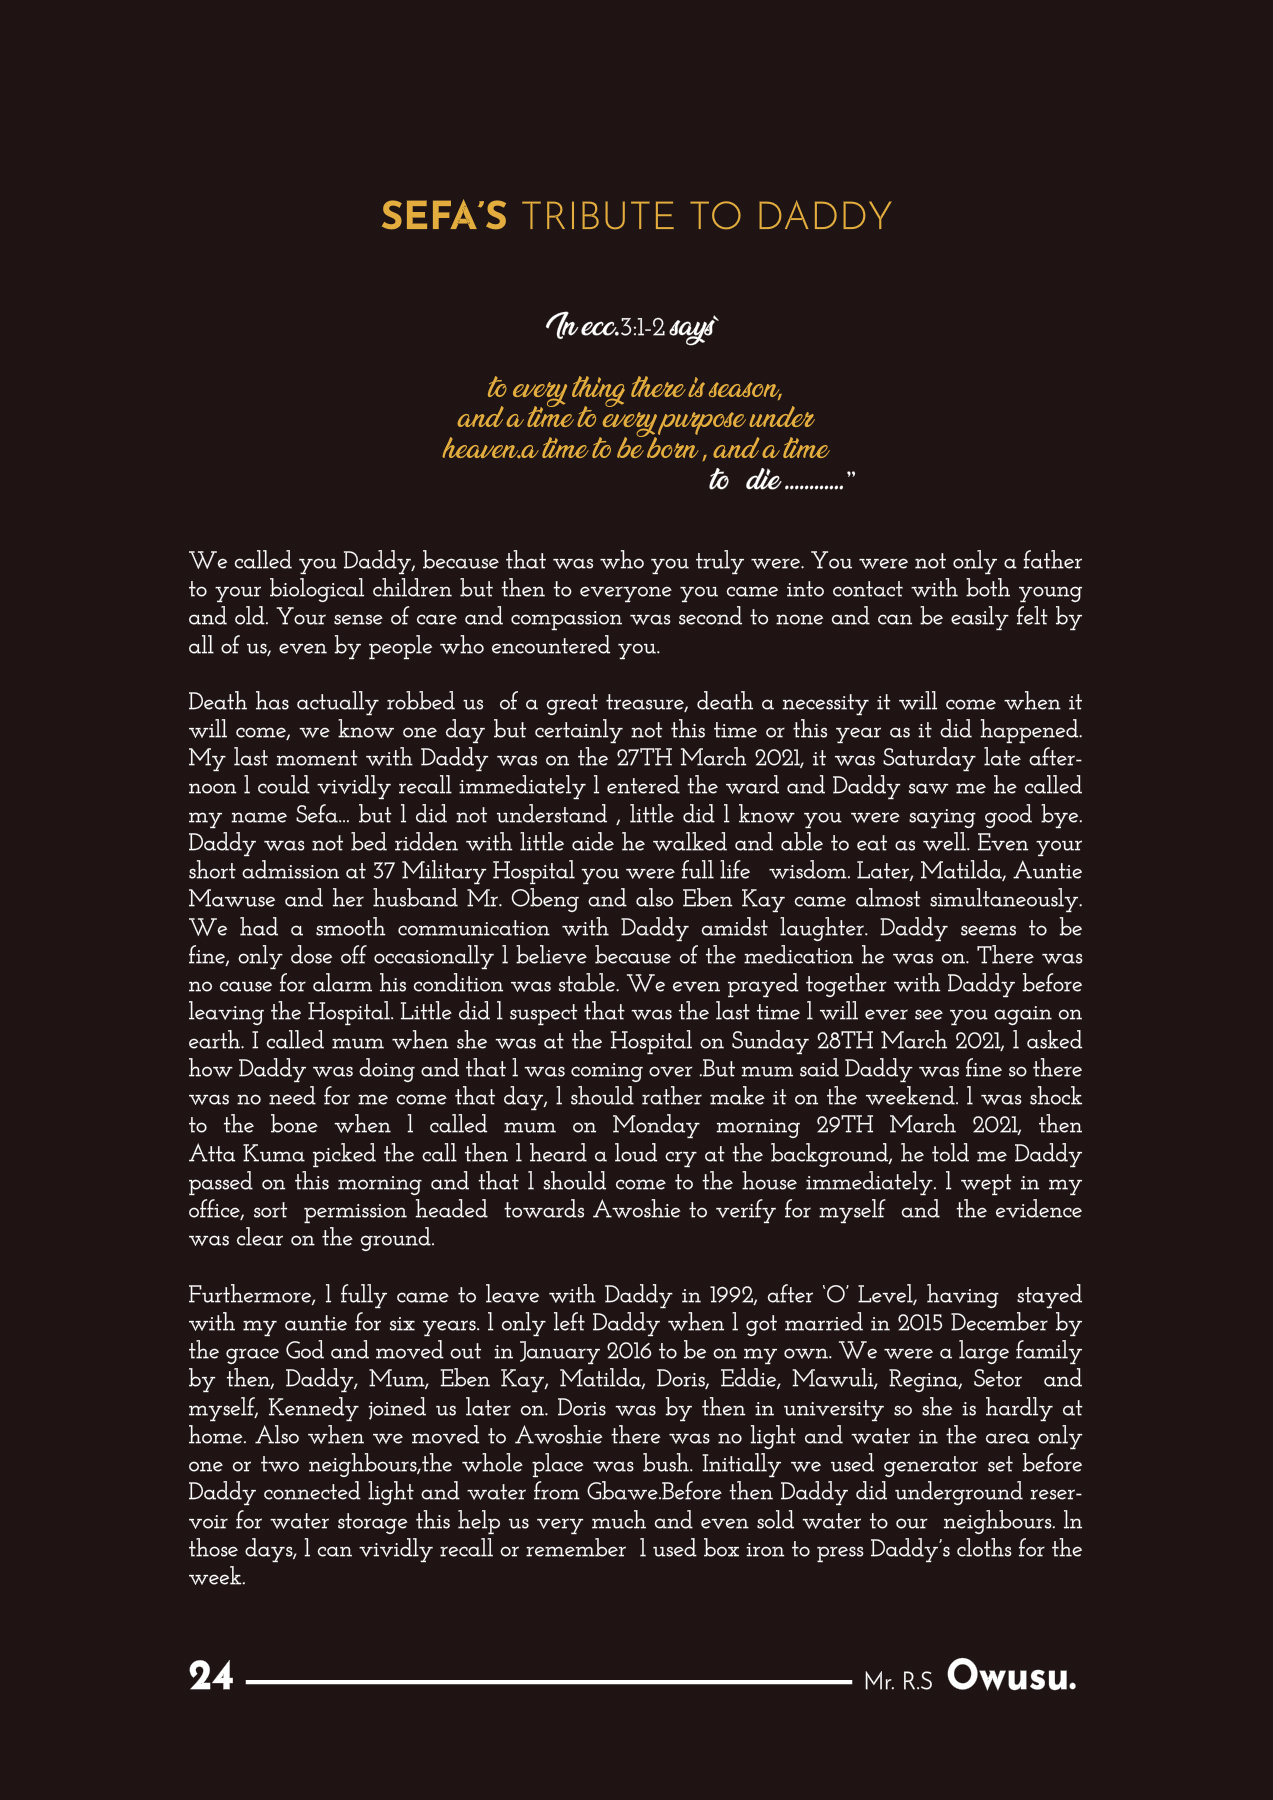 SEFA'S TRIBUTE TO DADDY
In ecc.3:1-2 says`
to every thing there is season,
and a time to every purpose under
heaven.a time to be born , and a time
to die ............"
We called you Daddy, because that was who you truly were. You were not only a father
to your biological children but then to everyone you came into contact with both young
and old. Your sense of care and compassion was second to none and can be easily felt by
all of us, even by people who encountered you.
Death has actually robbed us of a great treasure, death a necessity it will come when it
will come, we know one day but certainly not this time or this year as it did happened.
My last moment with Daddy was on the 27TH March 2021, it was Saturday late after-
noon l could vividly recall immediately l entered the ward and Daddy saw me he called
my name Sefa... but l did not understand , little did l know you were saying good bye.
Daddy was not bed ridden with little aide he walked and able to eat as well. Even your
short admission at 37 Military Hospital you were full life wisdom. Later, Matilda, Auntie
Mawuse and her husband Mr. Obeng and also Eben Kay came almost simultaneously.
We had a smooth communication with Daddy amidst laughter. Daddy seems to be
fine, only dose off occasionally l believe because of the medication he was on. There was
no cause for alarm his condition was stable. We even prayed together with Daddy before
leaving the Hospital. Little did l suspect that was the last time l will ever see you again on
earth. I called mum when she was at the Hospital on Sunday 28TH March 2021, l asked
how Daddy was doing and that l was coming over .But mum said Daddy was fine so there
was no need for me come that day, l should rather make it on the weekend. l was shock
to the bone when l called mum on Monday morning 29TH March 2021, then
Atta Kuma picked the call then l heard a loud cry at the background, he told me Daddy
passed on this morning and that l should come to the house immediately. l wept in my
office, sort permission headed towards Awoshie to verify for myself and the evidence
was clear on the ground.
Furthermore, l fully came to leave with Daddy in 1992, after 'O' Level, having stayed
with my auntie for six years. l only left Daddy when l got married in 2015 December by
the grace God and moved out in January 2016 to be on my own. We were a large family
by then, Daddy, Mum, Eben Kay, Matilda, Doris, Eddie, Mawuli, Regina, Setor and
myself, Kennedy joined us later on. Doris was by then in university so she is hardly at
home. Also when we moved to Awoshie there was no light and water in the area only
one or two neighbours,the whole place was bush. Initially we used generator set before
Daddy connected light and water from Gbawe.Before then Daddy did underground reser-
voir for water storage this help us very much and even sold water to our neighbours. ln
those days, l can vividly recall or remember l used box iron to press Daddy's cloths for the
week.
24 Mr. R.S Owusu.